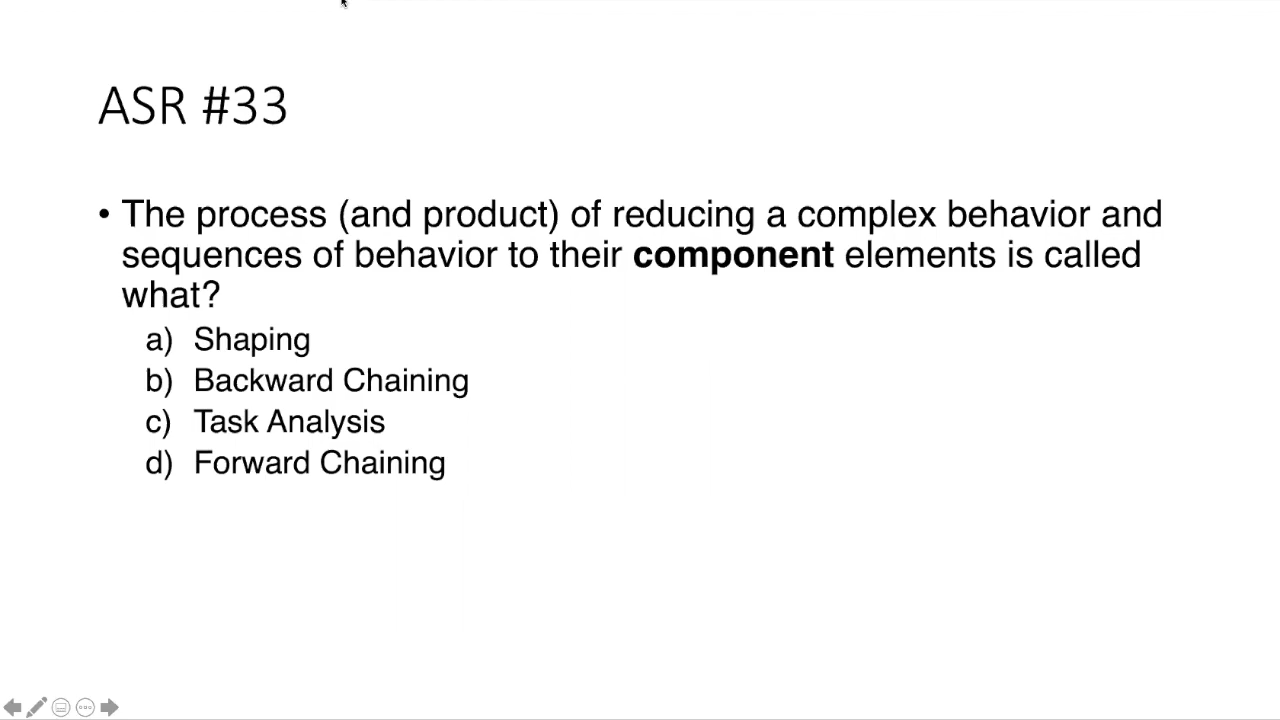 ASR #33
• The process (and product) of reducing a complex behavior and
sequences of behavior to their component elements is called
what?
a) Shaping
b) Backward Chaining
c) Task Analysis
d) Forward Chaining